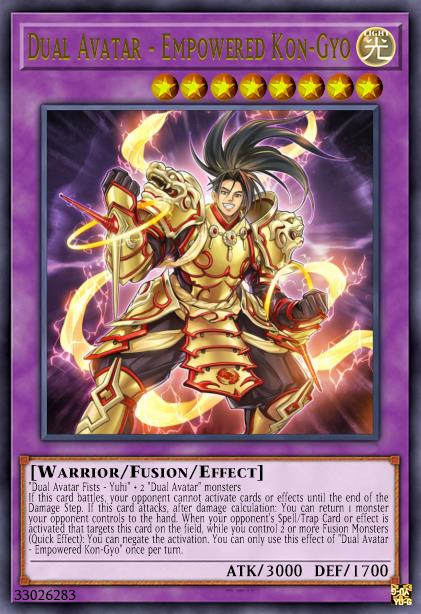 Dual Avatar - Empowered Kon-Gyo
LIGHT
光
[Warrior/Fusion/Effect]
"Dual Avatar Fists - Yuhi" + 2 "Dual Avatar" monsters
If this card battles, your opponent cannot activate cards or effects until the end of the
Damage Step. If this card attacks, after damage calculation: You can return 1 monster
your opponent controls to the hand. When your opponent's Spell/Trap Card or effect is
activated that targets this card on the field, while you control 2 or more Fusion Monsters
(Quick Effect): You can negate the activation. You can only use this effect of "Dual Avatar
- Empowered Kon-Gyo" once per turn.
ATK/3000 DEF/1700
33026283